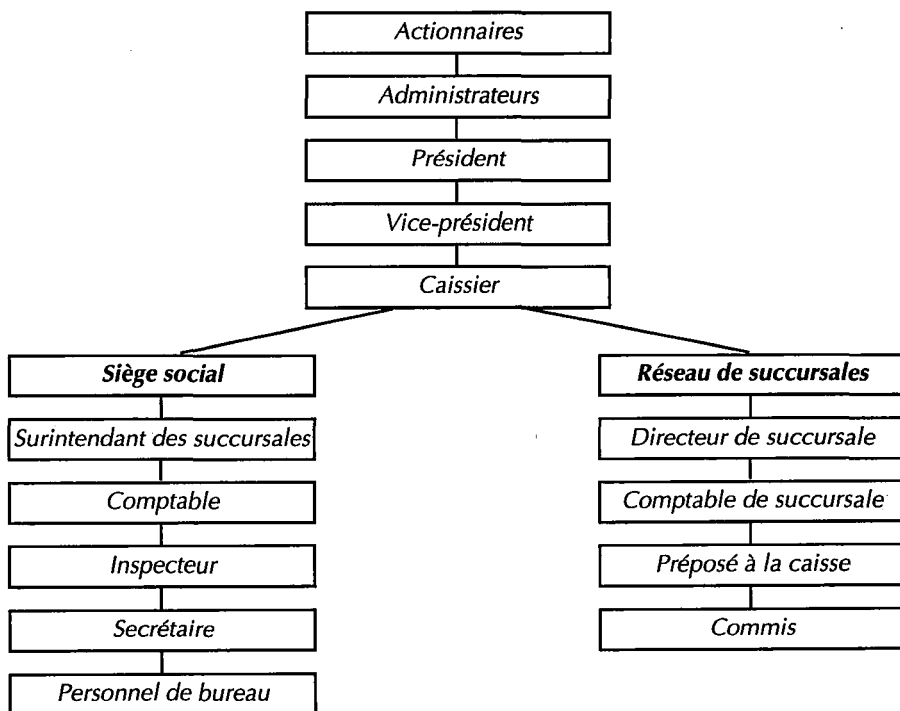 Actionnaires
Administrateurs
Président
Vice-président
Caissier
Siège social
Surintendant des succursales
Comptable
Inspecteur
Secrétaire
Personnel de bureau
Réseau de succursales
Directeur de succursale
Comptable de succursale
Préposé à la caisse
Commis